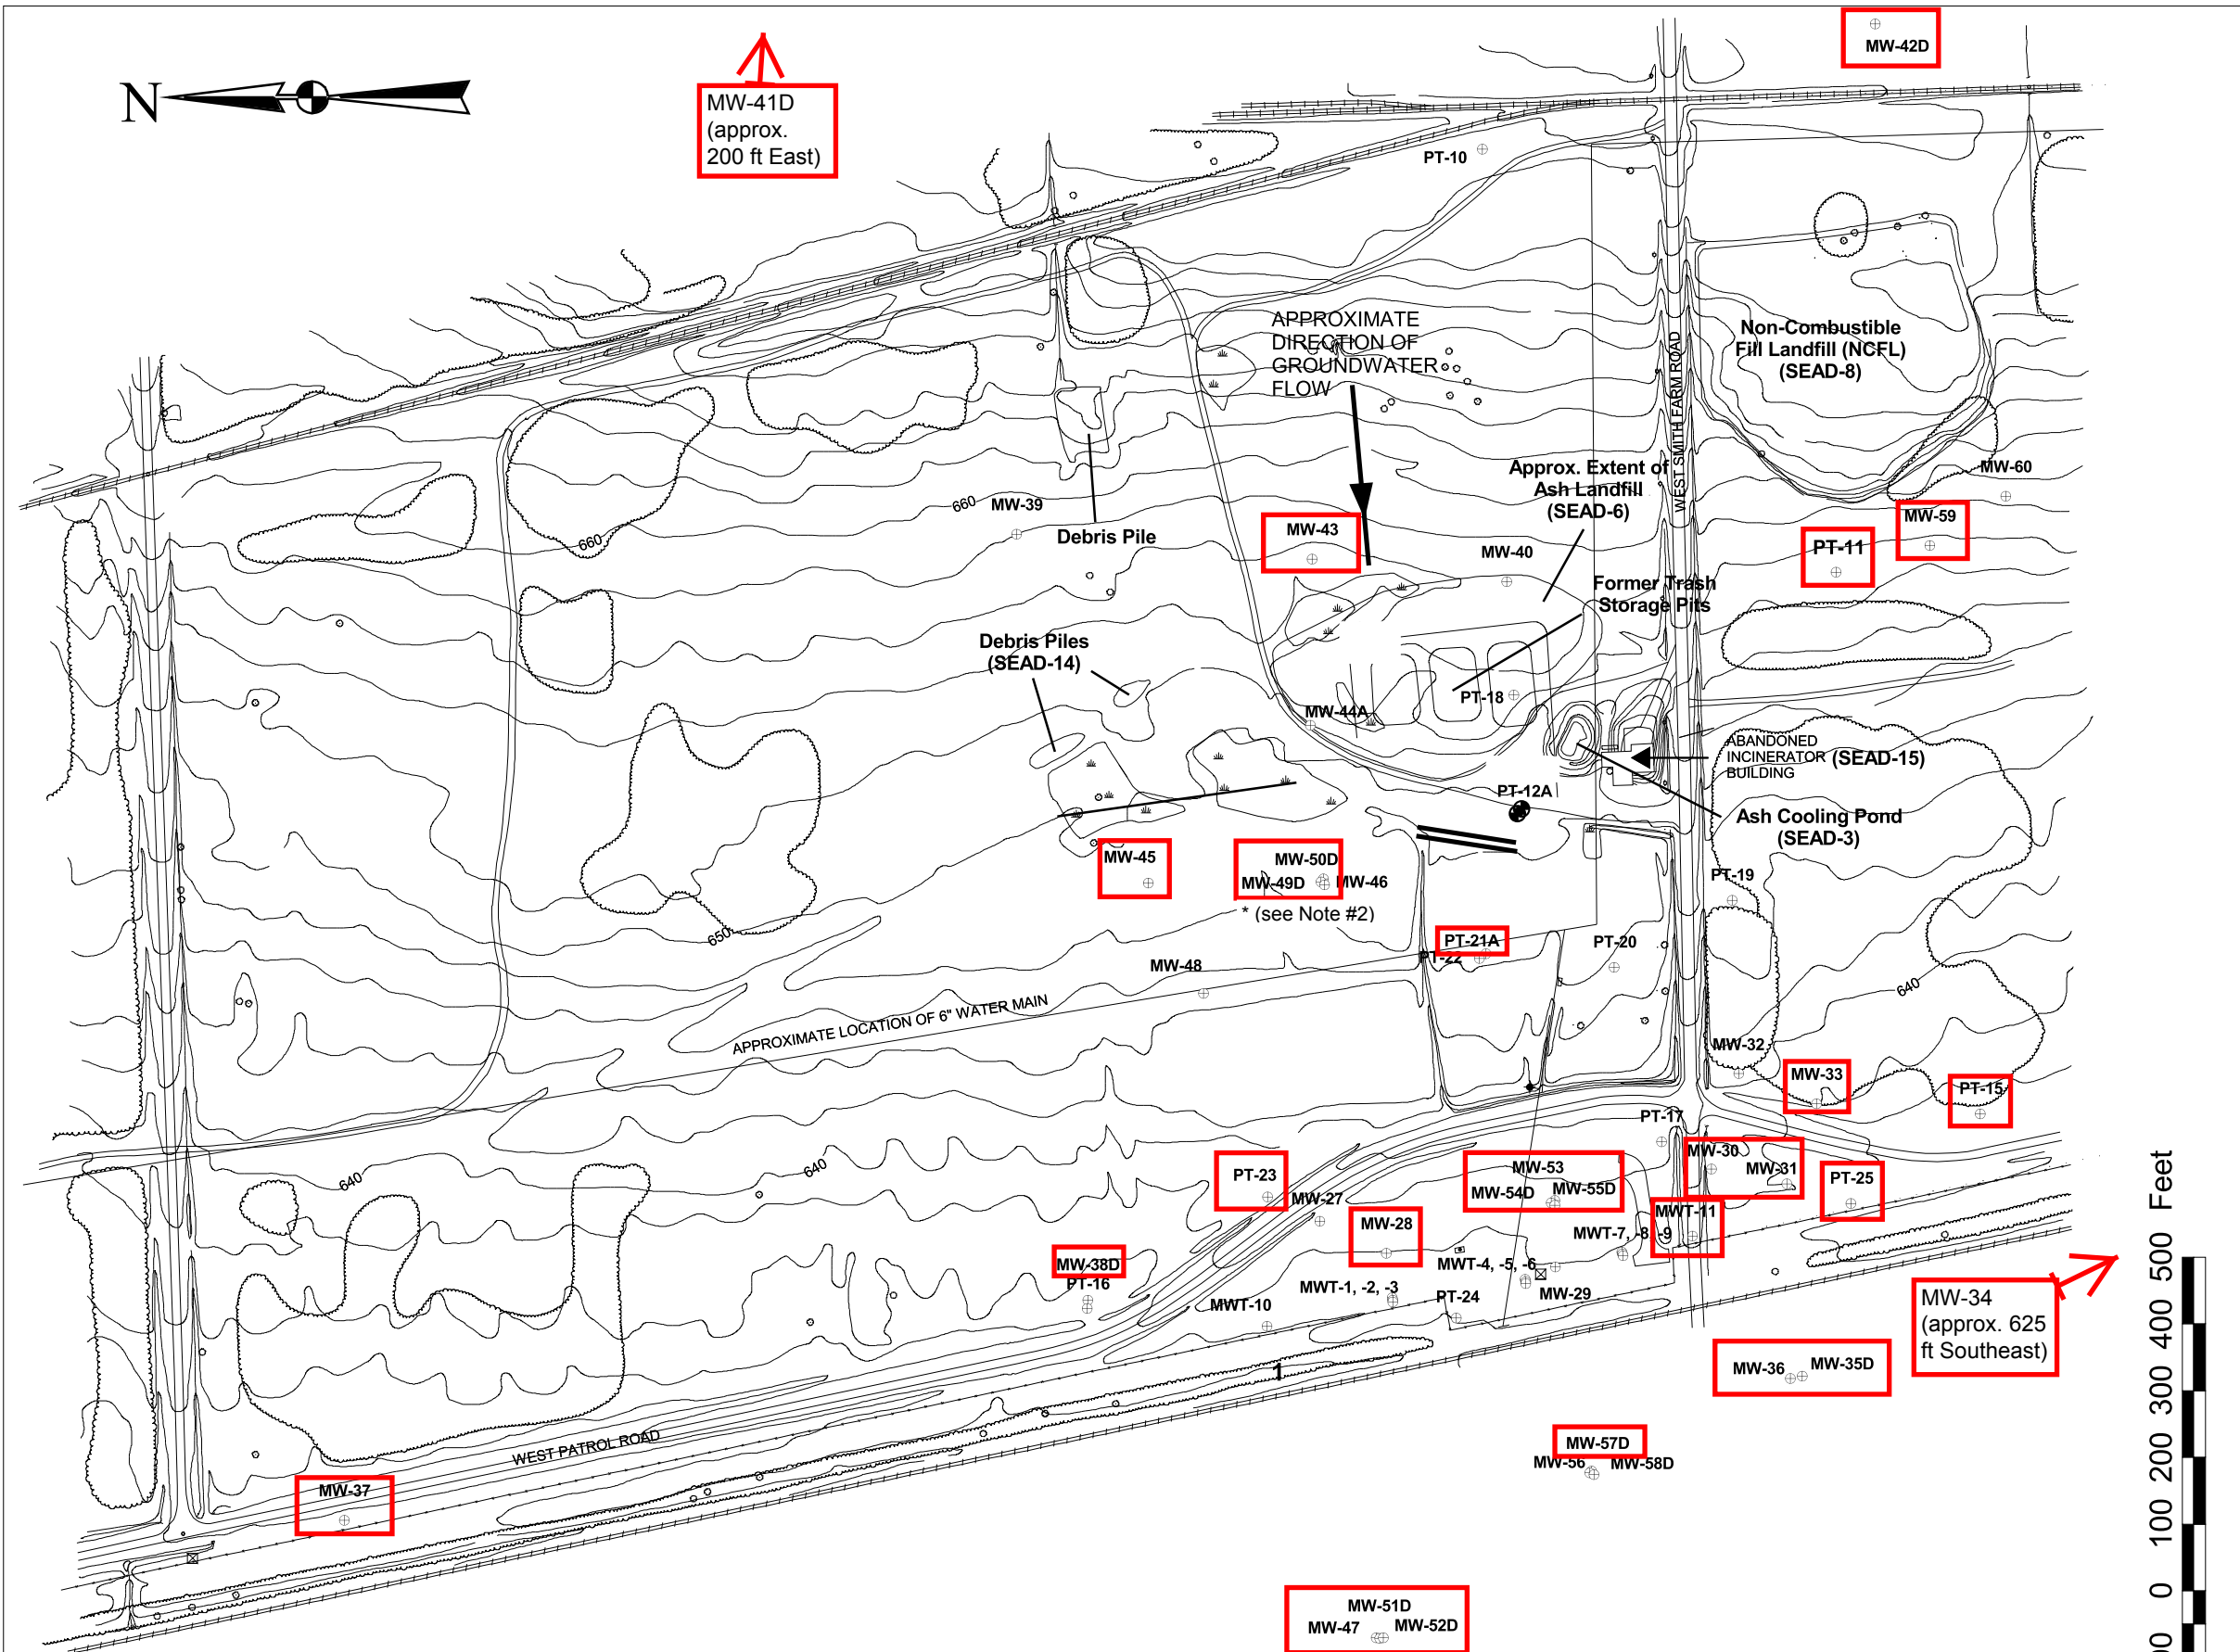 MW-42D
N
MW-41D
(approx.
200 ft East)
PT-10
APPROXIMATE
DIRECTION OF
GROUNDWATER
FLOW
WEST SMITH FARM ROAD
Non-Combustible
Fill Landfill (NCFL)
(SEAD-8)
Approx. Extent of
Ash Landfill
(SEAD-6)
MW-60
660
MW-39
660
Debris Pile
MW-43
MW-40
MW-59
PT-11
Former Trash
Storage Pits
Debris Piles
(SEAD-14)
PT-18
MW-44A
ABANDONED
INCINERATOR
BUILDING
(SEAD-15)
PT-12A
Ash Cooling Pond
(SEAD-3)
MW-45
MW-50D
MW-49D
MW-46
* (see Note #2)
PT-19
650
PT-21A
PT-22
PT-20
MW-48
640
APPROXIMATE LOCATION OF 6" WATER MAIN
MW-32
MW-33
PT-15
PT-17
640
640
PT-23
MW-27
MW-53
MW-54D
MW-55D
MW-30
MW-31
PT-25
MW-28
MWT-11
MWT-7, -8, -9
MW-38D
PT-16
MWT-4, -5, -6
MWT-1, -2, -3
MWT-10
PT-24
MW-29
MW-34
(approx. 625
ft Southeast)
1
MW-36
MW-35D
MW-57D
MW-56
MW-58D
WEST PATROL ROAD
MW-37
MW-51D
MW-47
MW-52D
0 100 200 300 400 500 Feet